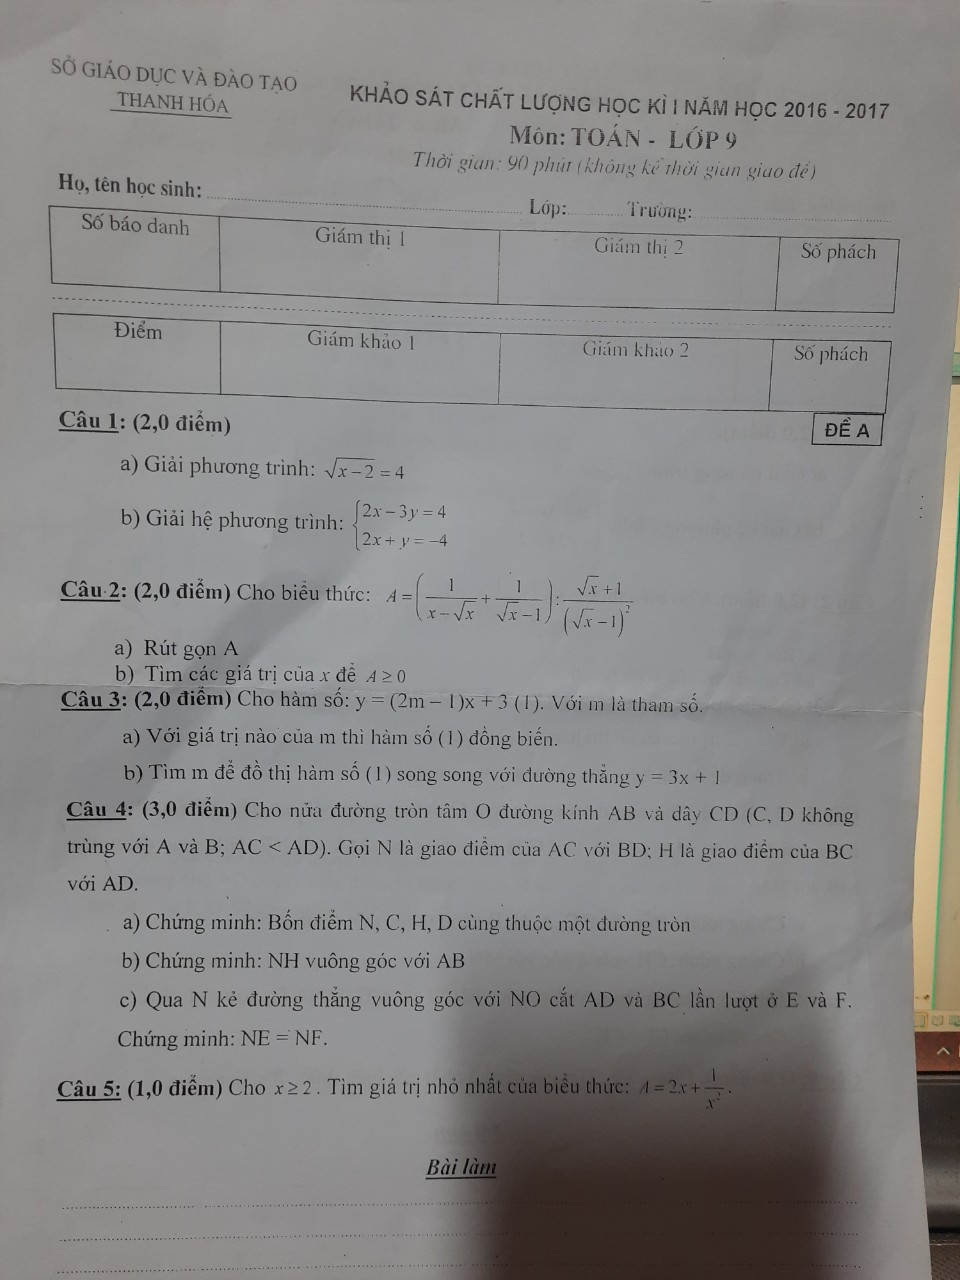 SỞ GIÁO DỤC VÀ ĐÀO TẠO
THANH HÓA
KHẢO SÁT CHẤT LƯỢNG HỌC KÌ I NĂM HỌC 2016 - 2017
Môn: TOÁN - LỚP 9
Thời gian: 90 phút (không kể thời gian giao đề)
Họ, tên học sinh: Lớp: Trường:
Số báo danh Giám thị 1 Giám thị 2 Số phách
Điểm Giám khảo 1 Giám khảo 2 Số phách
Câu 1: (2,0 điểm)
ĐỀ A
a) Giải phương trình: √(x−2) = 4
b) Giải hệ phương trình: {2x − 3y = 4
2x + y = −4
Câu 2: (2,0 điểm) Cho biểu thức: A = (1/(x−√x) + 1/(√x−1)) : (√x+1)/(√x−1)²
a) Rút gọn A
b) Tìm các giá trị của x để A ≥ 0
Câu 3: (2,0 điểm) Cho hàm số: y = (2m – 1)x + 3 (1). Với m là tham số.
a) Với giá trị nào của m thì hàm số (1) đồng biến.
b) Tìm m để đồ thị hàm số (1) song song với đường thẳng y = 3x + 1
Câu 4: (3,0 điểm) Cho nửa đường tròn tâm O đường kính AB và dây CD (C, D không
trùng với A và B; AC < AD). Gọi N là giao điểm của AC với BD; H là giao điểm của BC
với AD.
a) Chứng minh: Bốn điểm N, C, H, D cùng thuộc một đường tròn
b) Chứng minh: NH vuông góc với AB
c) Qua N kẻ đường thẳng vuông góc với NO cắt AD và BC lần lượt ở E và F.
Chứng minh: NE = NF.
Câu 5: (1,0 điểm) Cho x ≥ 2. Tìm giá trị nhỏ nhất của biểu thức: A = 2x + 1/x².
Bài làm